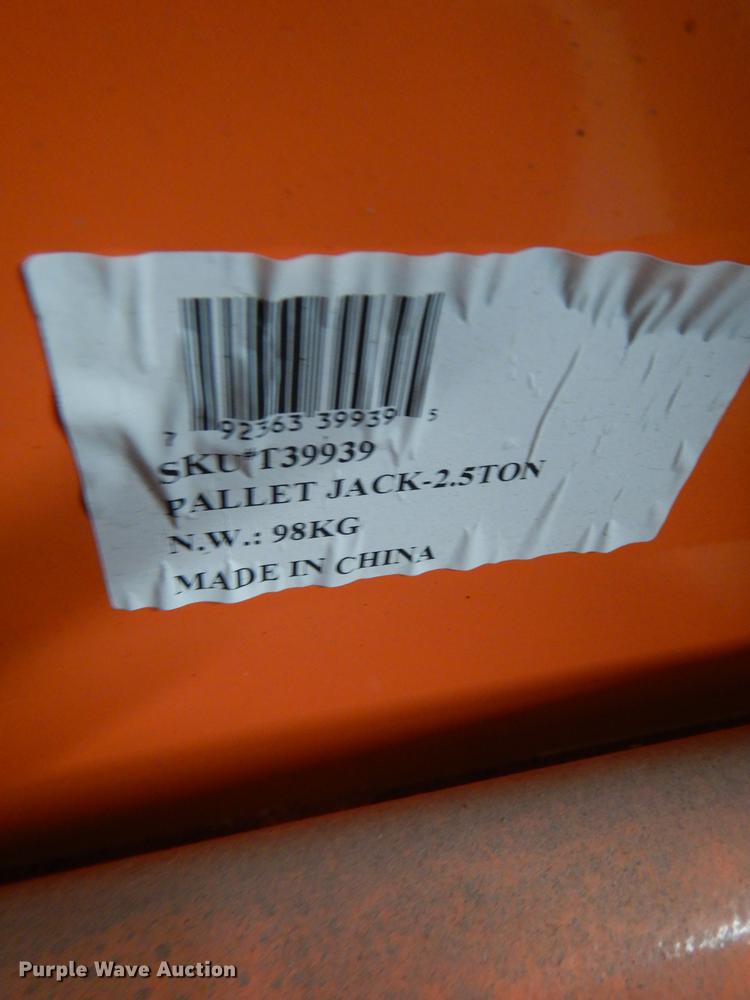 7 92363 39939 5
SKU#T39939
PALLET JACK-2.5TON
N.W.: 98KG
MADE IN CHINA
Purple Wave Auction